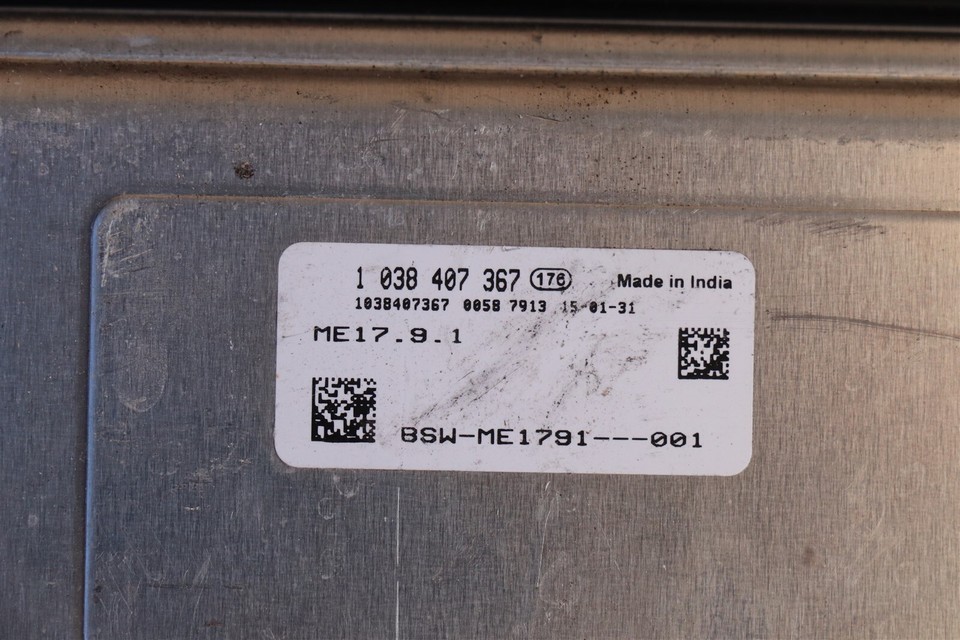 1 038 407 367 176 Made in India
1038407367 0058 7913 15-01-31
ME17.9.1
BSW-ME1791---001